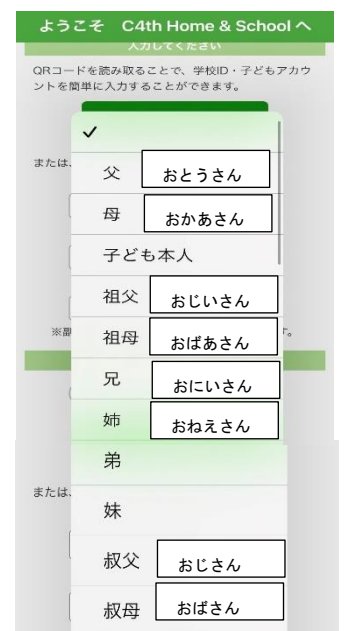 ようこそ C4th Home & School へ
入力してください
QRコードを読み取ることで、学校ID・子どもアカウ
ントを簡単に入力することができます。
✓
または、
父 おとうさん
母 おかあさん
子ども本人
祖父 おじいさん
※副
す。
祖母 おばあさん
兄 おにいさん
姉 おねえさん
弟
または、
妹
叔父 おじさん
叔母 おばさん